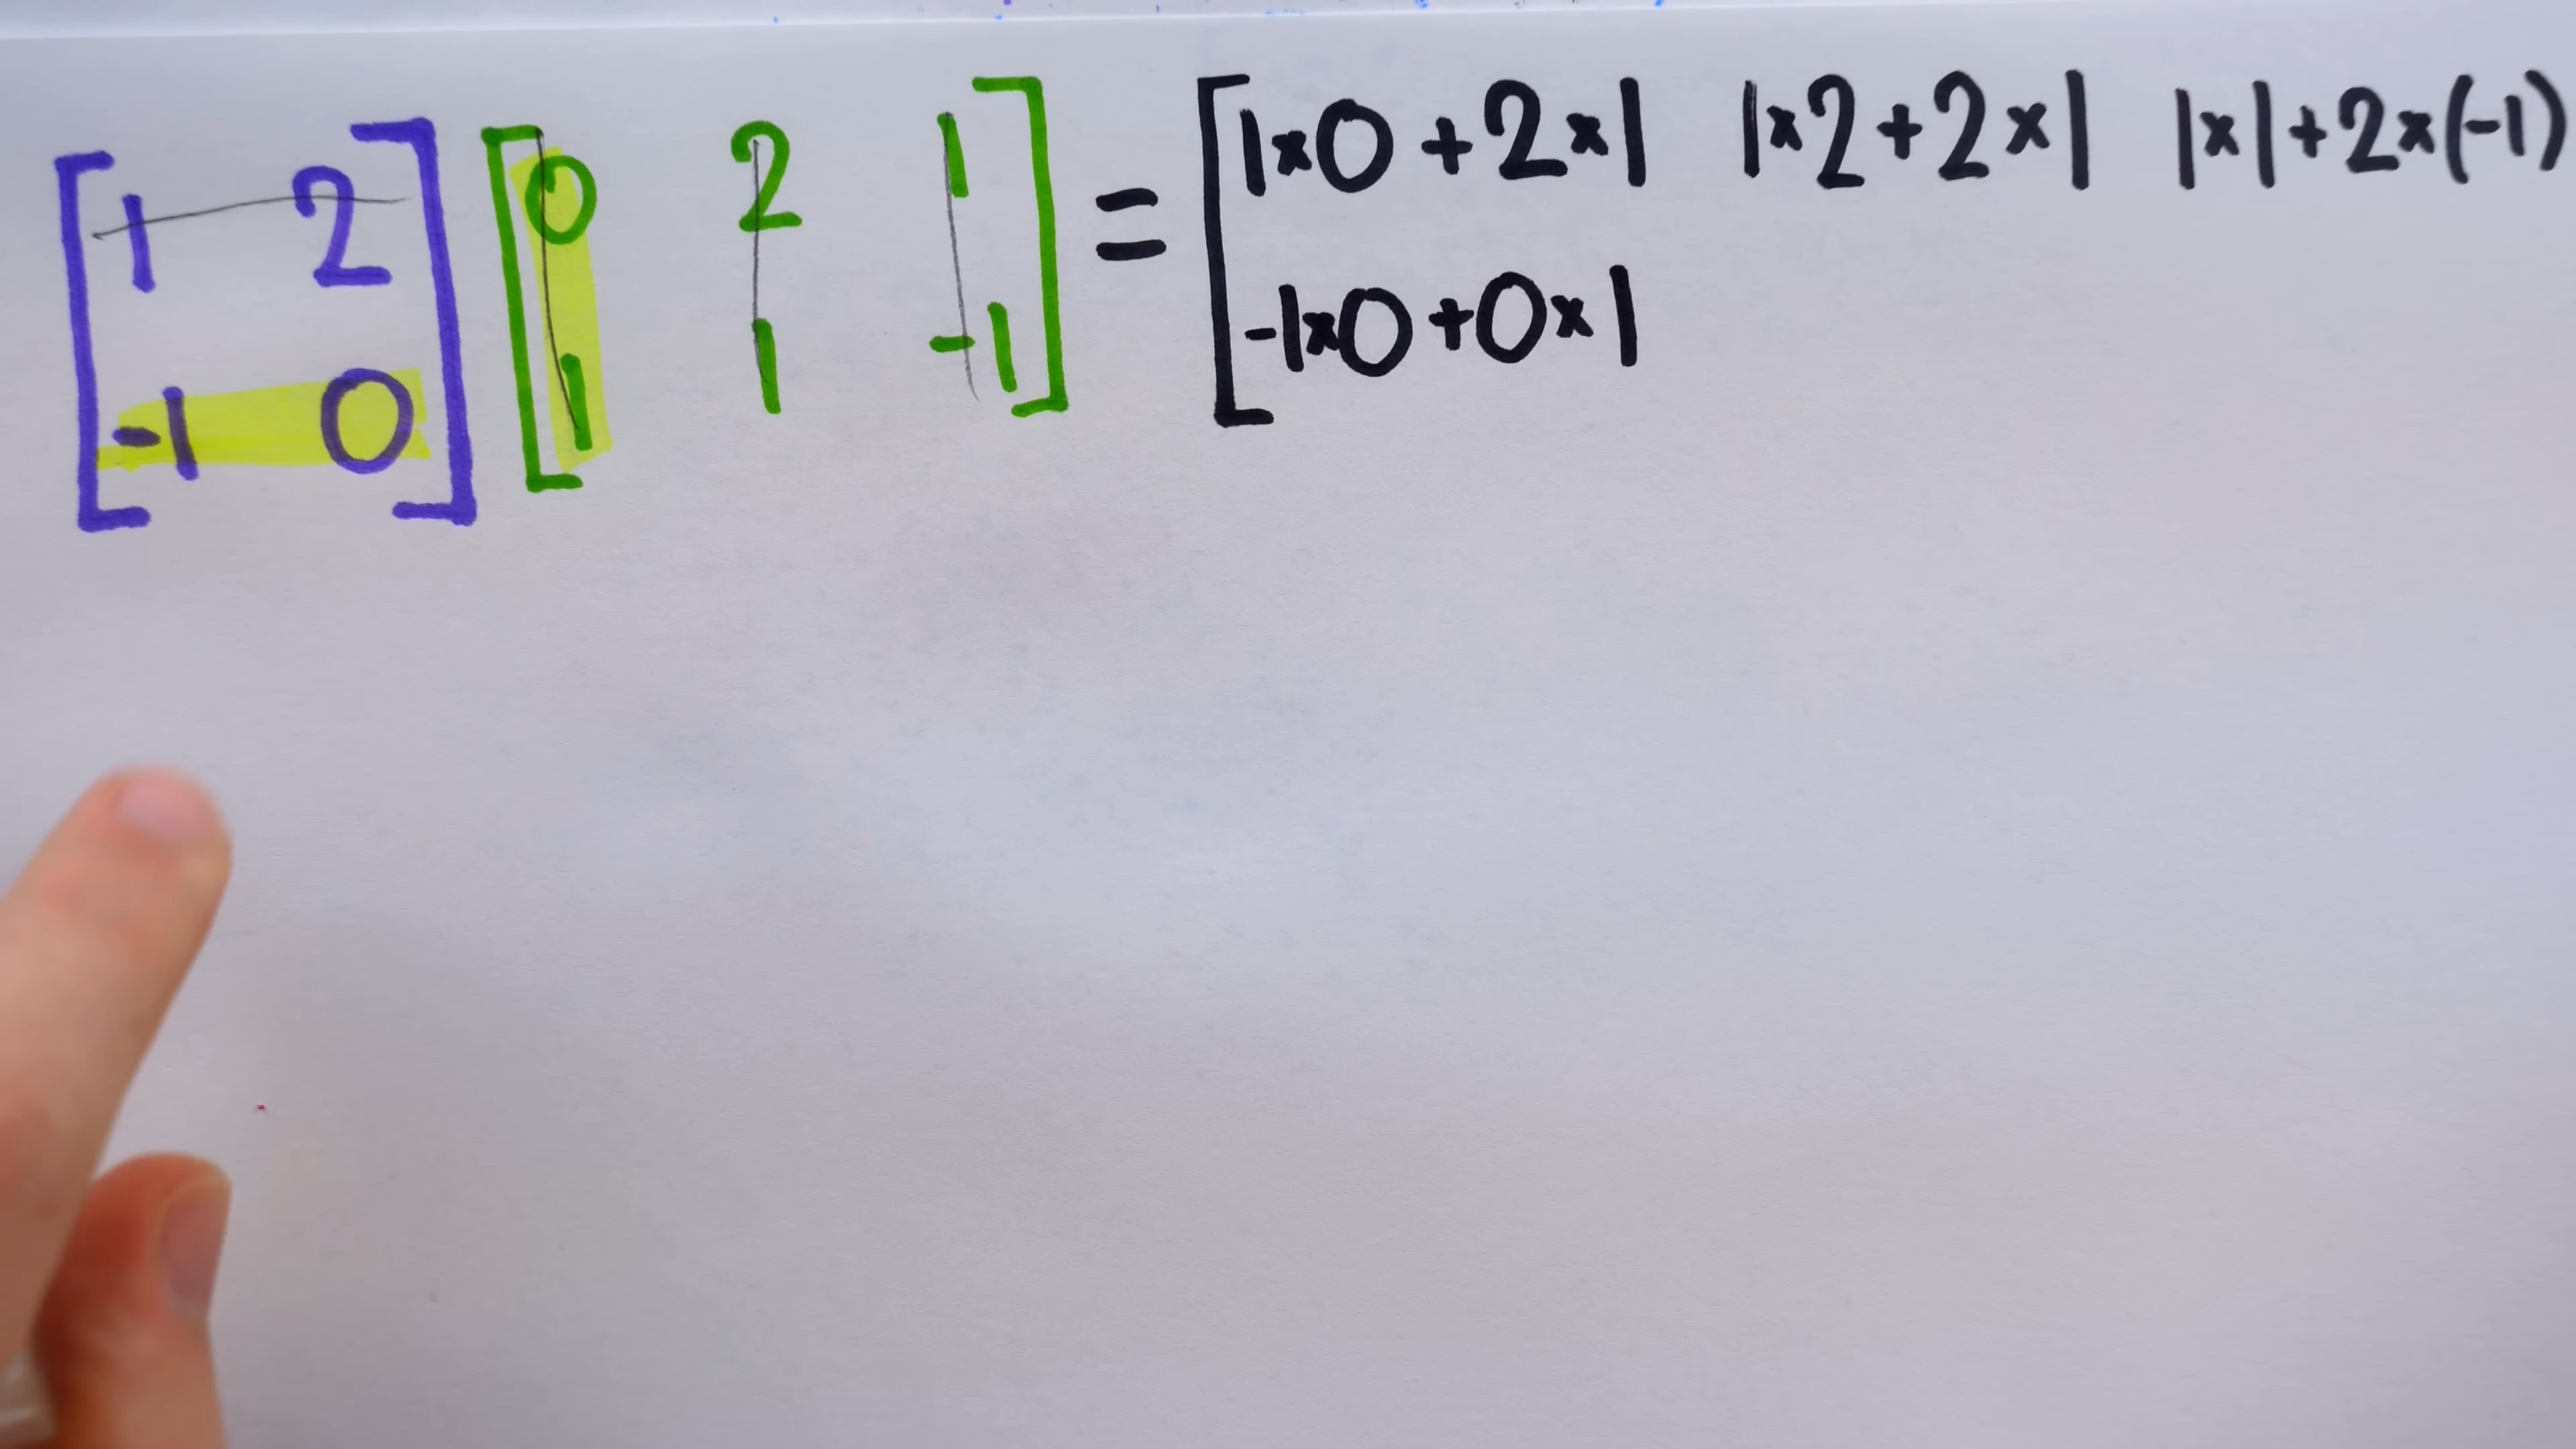 [1 2] [0 2 1] = [1×0+2×1 1×2+2×1 1×1+2×(-1)
[-1 0] [1 1 -1] [-1×0+0×1